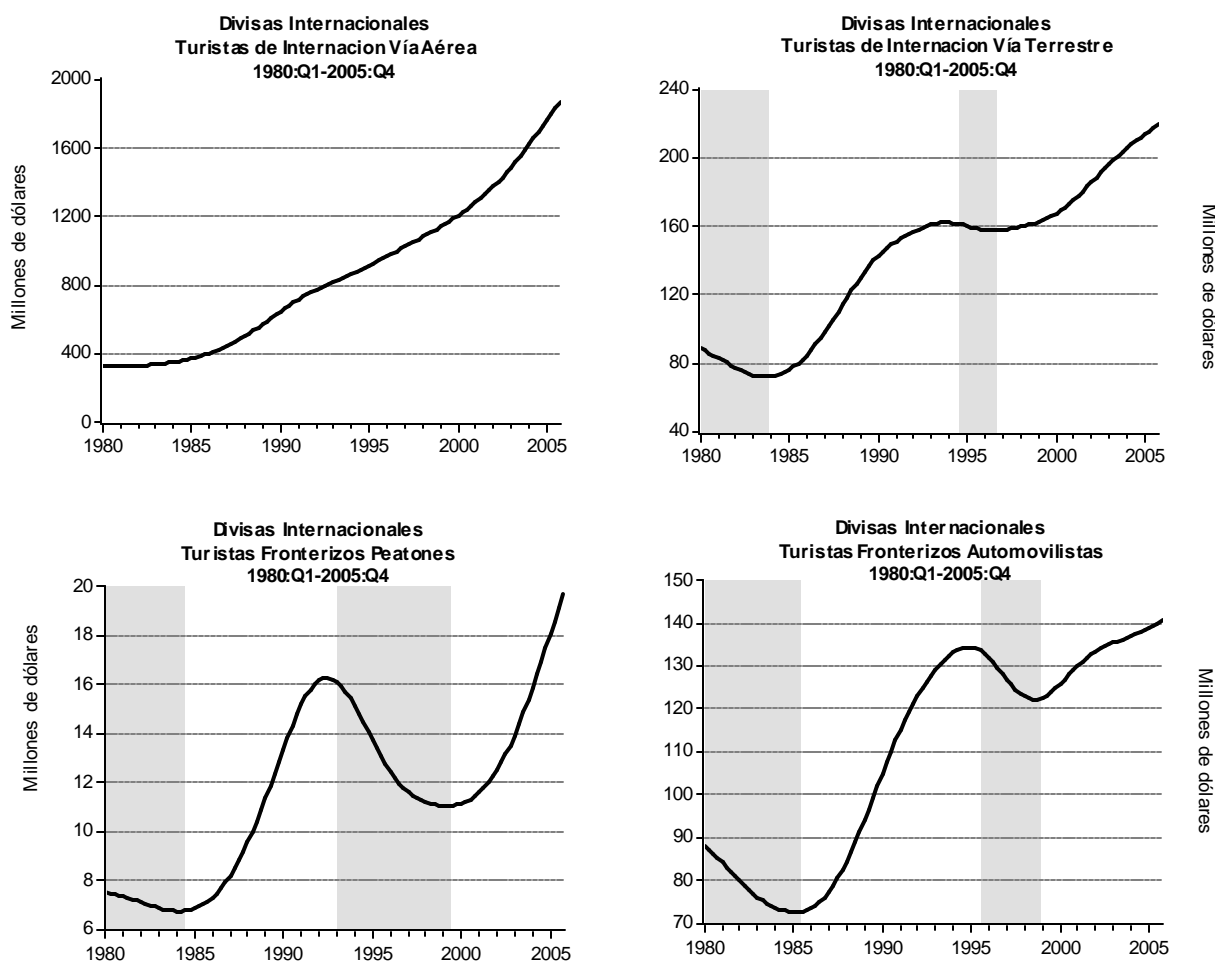 Divisas Internacionales
Turistas de Internacion Vía Aérea
1980:Q1-2005:Q4
Millones de dólares
2000
1600
1200
800
400
0
1980 1985 1990 1995 2000 2005
Divisas Internacionales
Turistas de Internacion Vía Terrestre
1980:Q1-2005:Q4
240
200
160
120
80
40
1980 1985 1990 1995 2000 2005
Millones de dólares
Divisas Internacionales
Turistas Fronterizos Peatones
1980:Q1-2005:Q4
Millones de dólares
20
18
16
14
12
10
8
6
1980 1985 1990 1995 2000 2005
Divisas Internacionales
Turistas Fronterizos Automovilistas
1980:Q1-2005:Q4
150
140
130
120
110
100
90
80
70
1980 1985 1990 1995 2000 2005
Millones de dólares